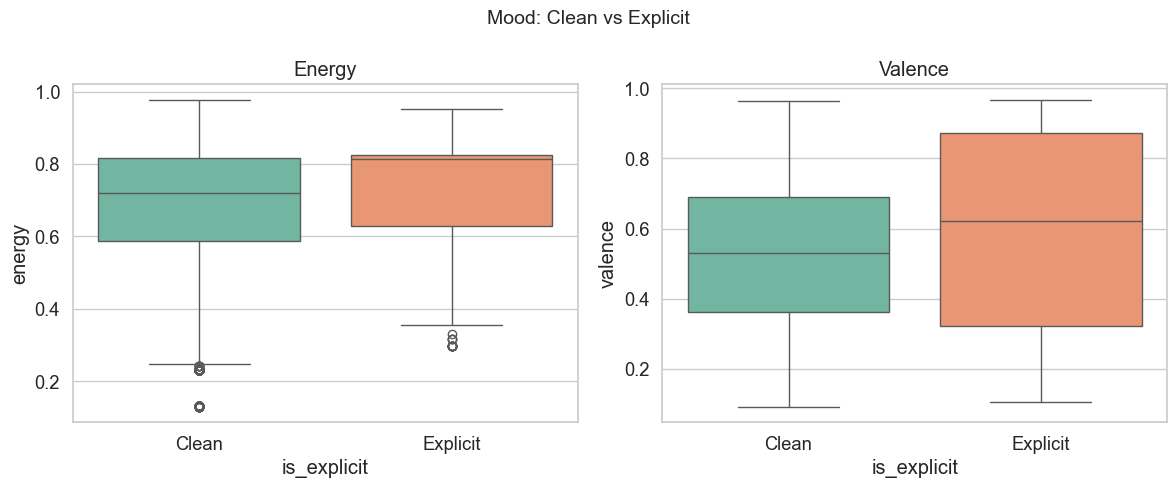 Mood: Clean vs Explicit
Energy
energy
1.0
0.8
0.6
0.4
0.2
Clean
Explicit
is_explicit
Valence
valence
1.0
0.8
0.6
0.4
0.2
Clean
Explicit
is_explicit